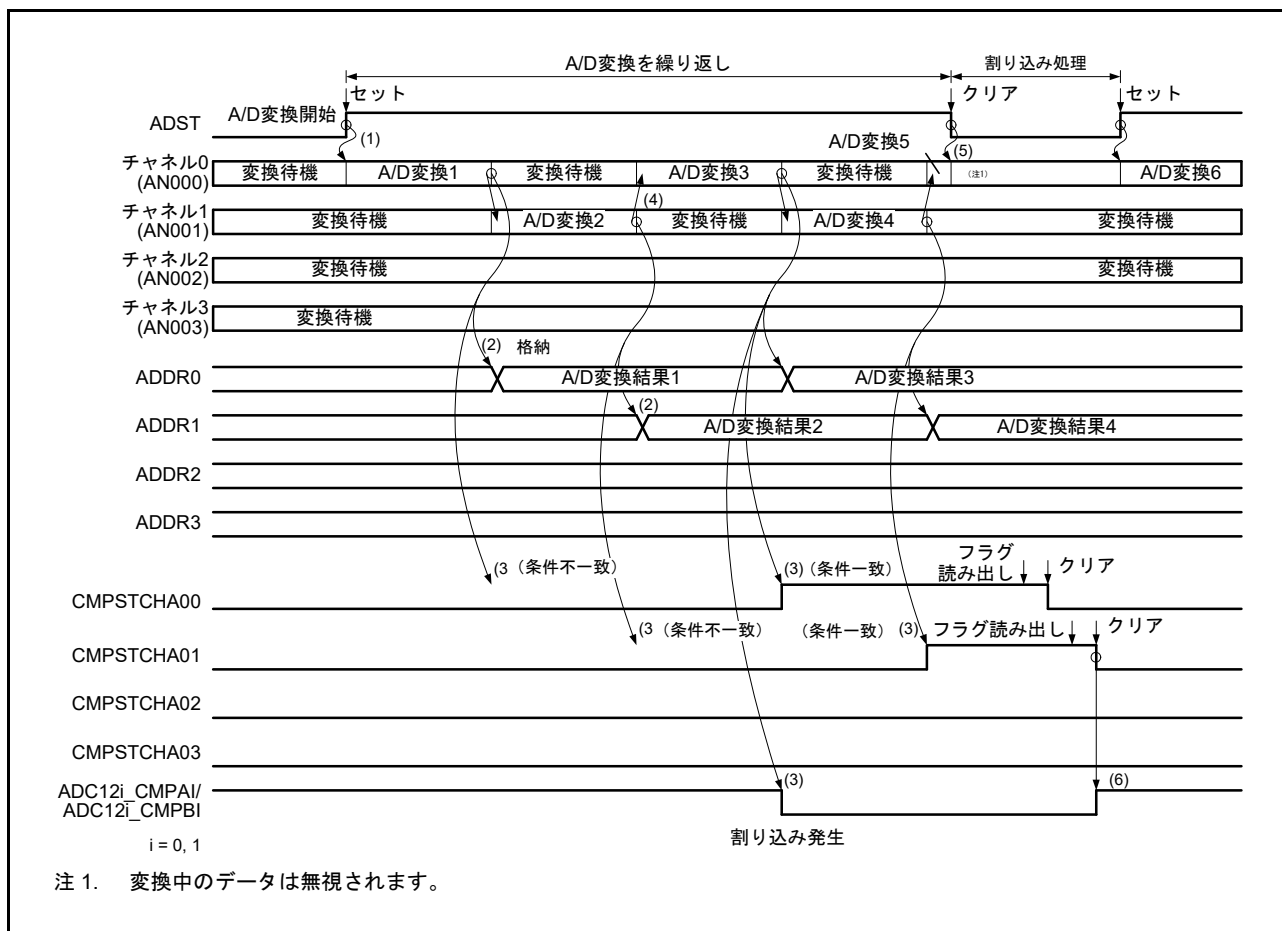 A/D変換を繰り返し
割り込み処理
A/D変換開始
セット
クリア
セット
ADST
(1)
A/D変換5
(5)
チャネル0
(AN000)
変換待機
A/D変換1
変換待機
A/D変換3
変換待機
(注1)
A/D変換6
(4)
チャネル1
(AN001)
変換待機
A/D変換2
変換待機
A/D変換4
変換待機
チャネル2
(AN002)
変換待機
変換待機
チャネル3
(AN003)
変換待機
(2) 格納
ADDR0
A/D変換結果1
A/D変換結果3
(2)
ADDR1
A/D変換結果2
A/D変換結果4
ADDR2
ADDR3
(3 (条件不一致)
(3) (条件一致)
フラグ
読み出し
クリア
CMPSTCHA00
(3 (条件不一致)
(条件一致) (3)
フラグ読み出し
クリア
CMPSTCHA01
CMPSTCHA02
CMPSTCHA03
ADC12i_CMPAI/
ADC12i_CMPBI
(3)
(6)
割り込み発生
i = 0, 1
注 1. 変換中のデータは無視されます。